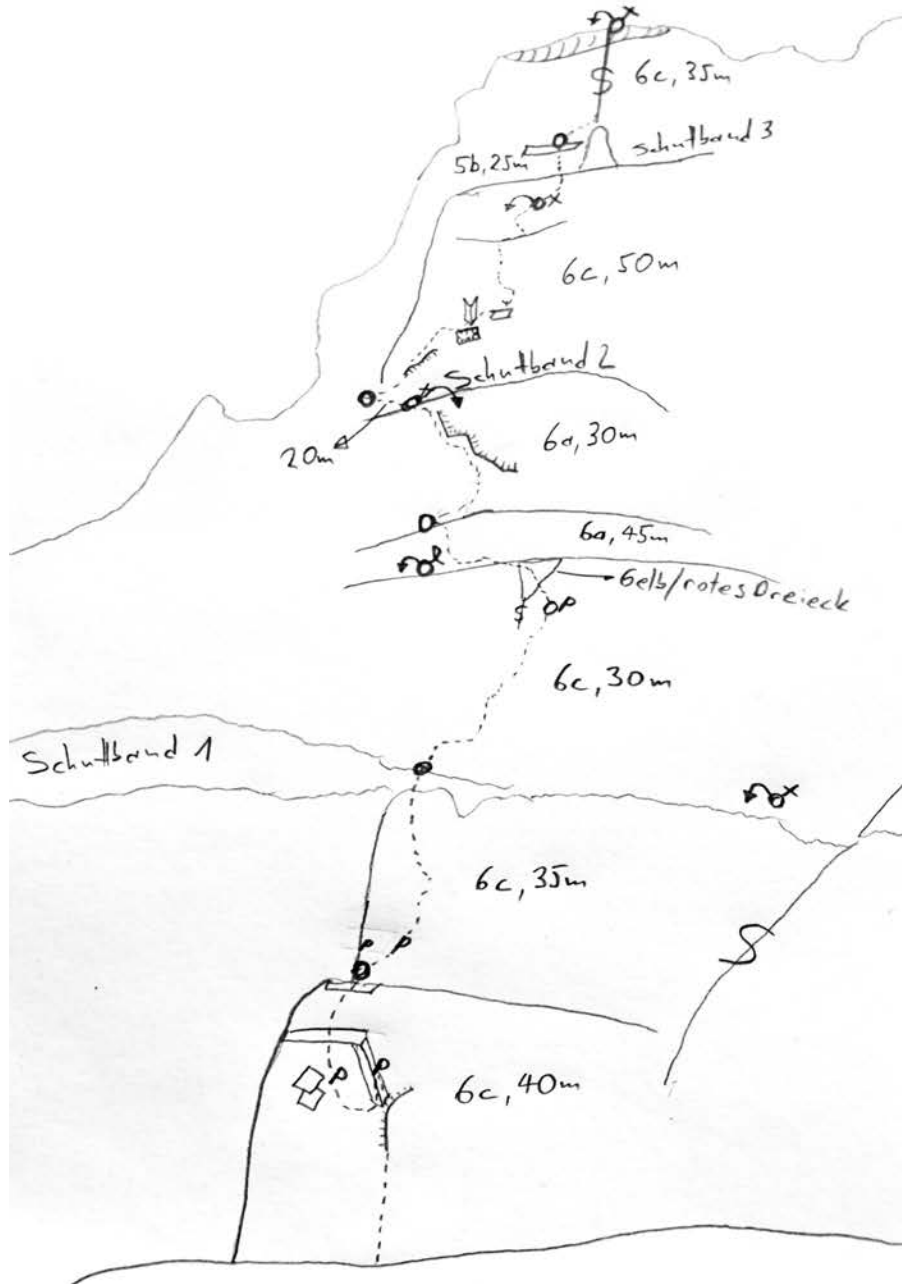 6c, 35m
Schuttband 3
5b, 25m
6c, 50m
Schuttband 2
20m
6a, 30m
6a, 45m
Gelb/rotes Dreieck
6c, 30m
Schuttband 1
6c, 35m
S
6c, 40m